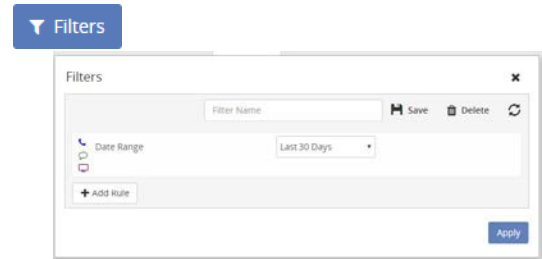 Filters
Filters
Filter Name Save Delete
Date Range Last 30 Days
Add Rule
Apply